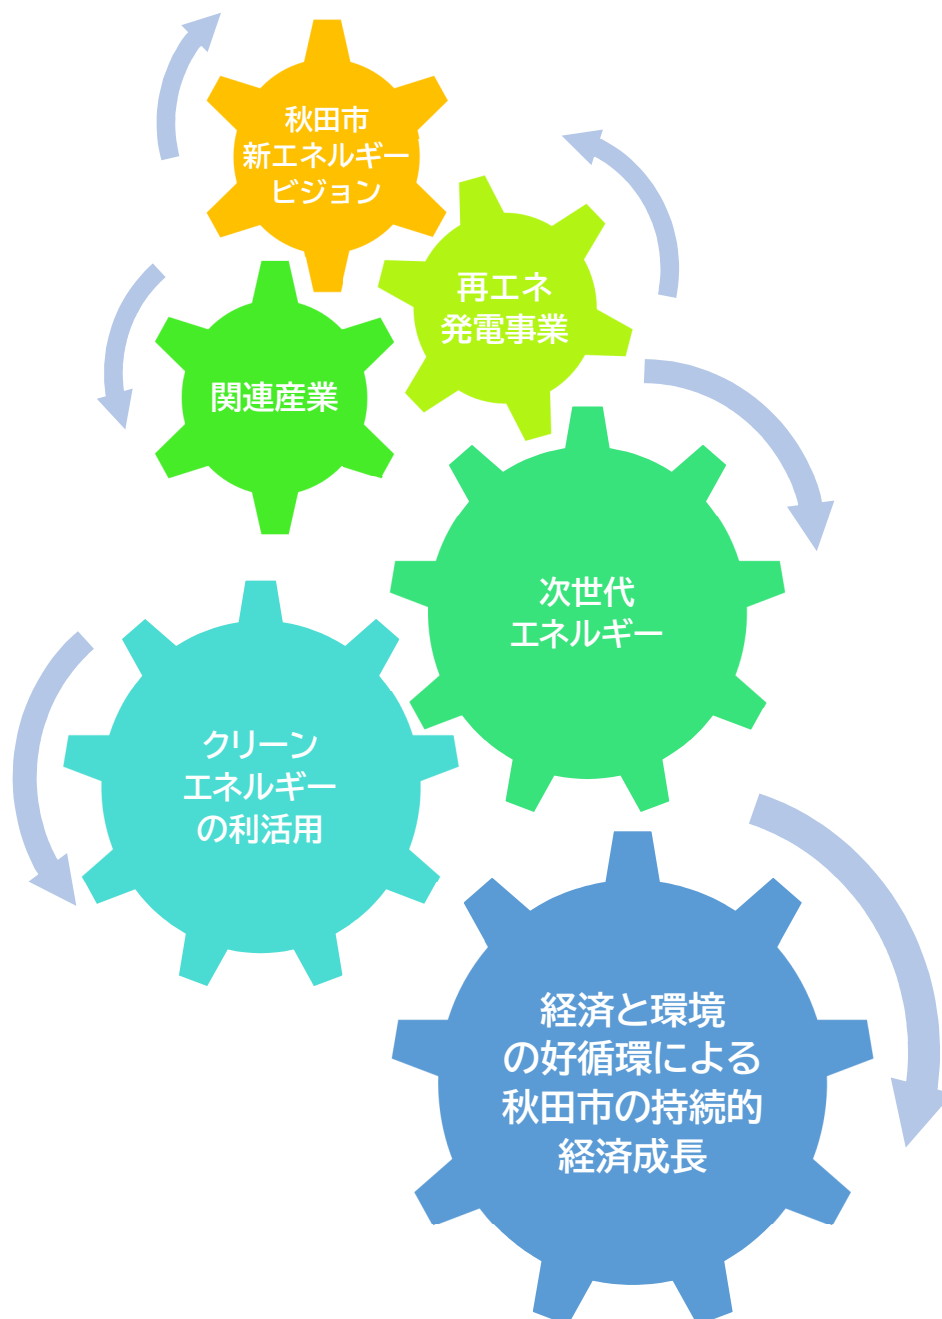 秋田市
新エネルギー
ビジョン
再エネ
発電事業
関連産業
次世代
エネルギー
クリーン
エネルギー
の利活用
経済と環境
の好循環による
秋田市の持続的
経済成長